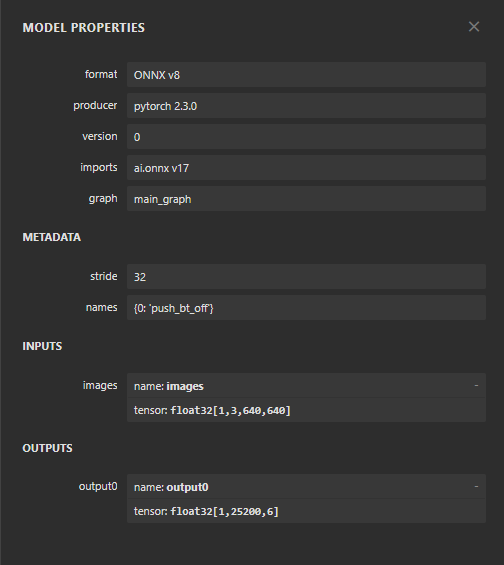 MODEL PROPERTIES ×
format ONNX v8
producer pytorch 2.3.0
version 0
imports ai.onnx v17
graph main_graph
METADATA
stride 32
names {0: 'push_bt_off'}
INPUTS
images name: images -
tensor: float32[1,3,640,640]
OUTPUTS
output0 name: output0 -
tensor: float32[1,25200,6]